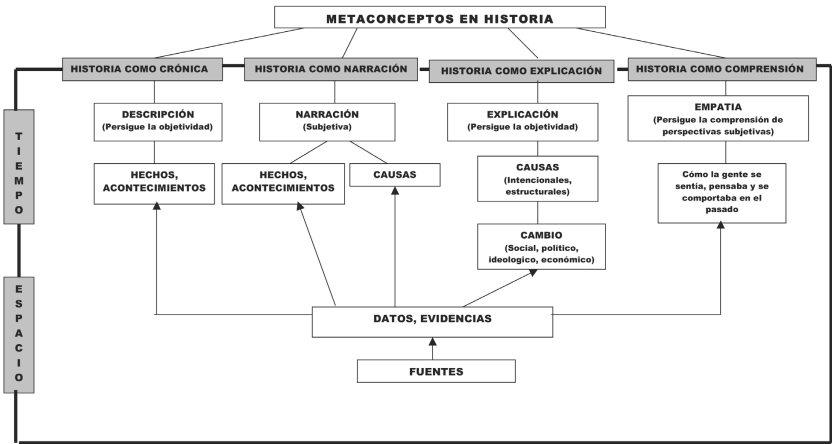 METACONCEPTOS EN HISTORIA
HISTORIA COMO CRÓNICA
HISTORIA COMO NARRACIÓN
HISTORIA COMO EXPLICACIÓN
HISTORIA COMO COMPRENSIÓN
TIEMPO
DESCRIPCIÓN
(Persigue la objetividad)
NARRACIÓN
(Subjetiva)
EXPLICACIÓN
(Persigue la objetividad)
EMPATIA
(Persigue la comprensión de
perspectivas subjetivas)
HECHOS,
ACONTECIMIENTOS
HECHOS,
ACONTECIMIENTOS
CAUSAS
CAUSAS
(Intencionales,
estructurales)
Cómo la gente se
sentía, pensaba y se
comportaba en el
pasado
CAMBIO
(Social, político,
ideologico, económico)
ESPACIO
DATOS, EVIDENCIAS
FUENTES